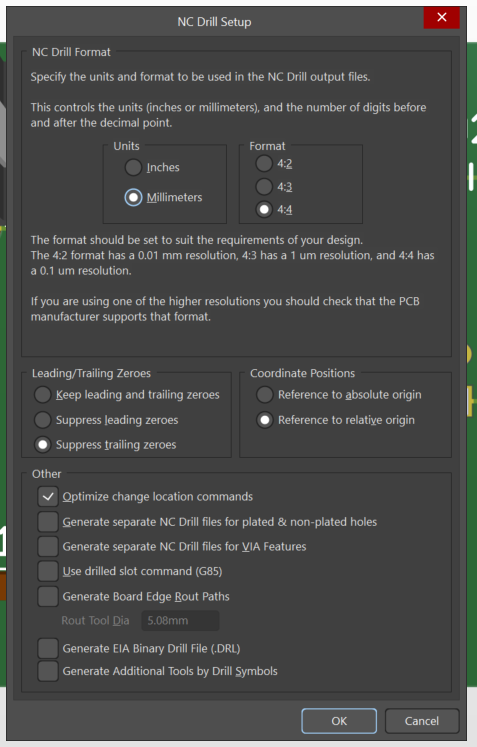 NC Drill Setup
NC Drill Format
Specify the units and format to be used in the NC Drill output files.
This controls the units (inches or millimeters), and the number of digits before
and after the decimal point.
Units
Inches
Millimeters
Format
4:2
4:3
4:4
The format should be set to suit the requirements of your design.
The 4:2 format has a 0.01 mm resolution, 4:3 has a 1 um resolution, and 4:4 has
a 0.1 um resolution.
If you are using one of the higher resolutions you should check that the PCB
manufacturer supports that format.
Leading/Trailing Zeroes
Keep leading and trailing zeroes
Suppress leading zeroes
Suppress trailing zeroes
Coordinate Positions
Reference to absolute origin
Reference to relative origin
Other
Optimize change location commands
Generate separate NC Drill files for plated & non-plated holes
Generate separate NC Drill files for VIA Features
Use drilled slot command (G85)
Generate Board Edge Rout Paths
Rout Tool Dia 5.08mm
Generate EIA Binary Drill File (.DRL)
Generate Additional Tools by Drill Symbols
OK Cancel